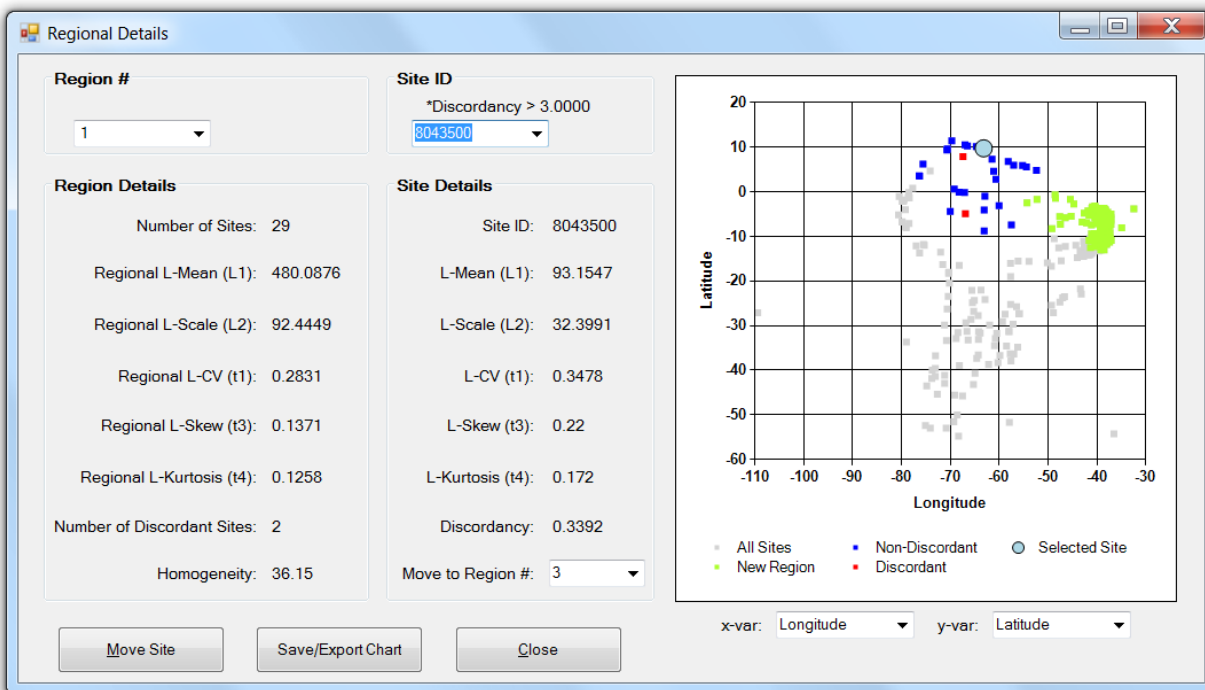 Regional Details
Region #
1
Site ID
*Discordancy > 3.0000
8043500
Region Details
Number of Sites: 29
Regional L-Mean (L1): 480.0876
Regional L-Scale (L2): 92.4449
Regional L-CV (t1): 0.2831
Regional L-Skew (t3): 0.1371
Regional L-Kurtosis (t4): 0.1258
Number of Discordant Sites: 2
Homogeneity: 36.15
Site Details
Site ID: 8043500
L-Mean (L1): 93.1547
L-Scale (L2): 32.3991
L-CV (t1): 0.3478
L-Skew (t3): 0.22
L-Kurtosis (t4): 0.172
Discordancy: 0.3392
Move to Region #: 3
Move Site
Save/Export Chart
Close
20
10
0
-10
-20
-30
-40
-50
-60
Latitude
-110 -100 -90 -80 -70 -60 -50 -40 -30
Longitude
All Sites Non-Discordant Selected Site
New Region Discordant
x-var: Longitude y-var: Latitude